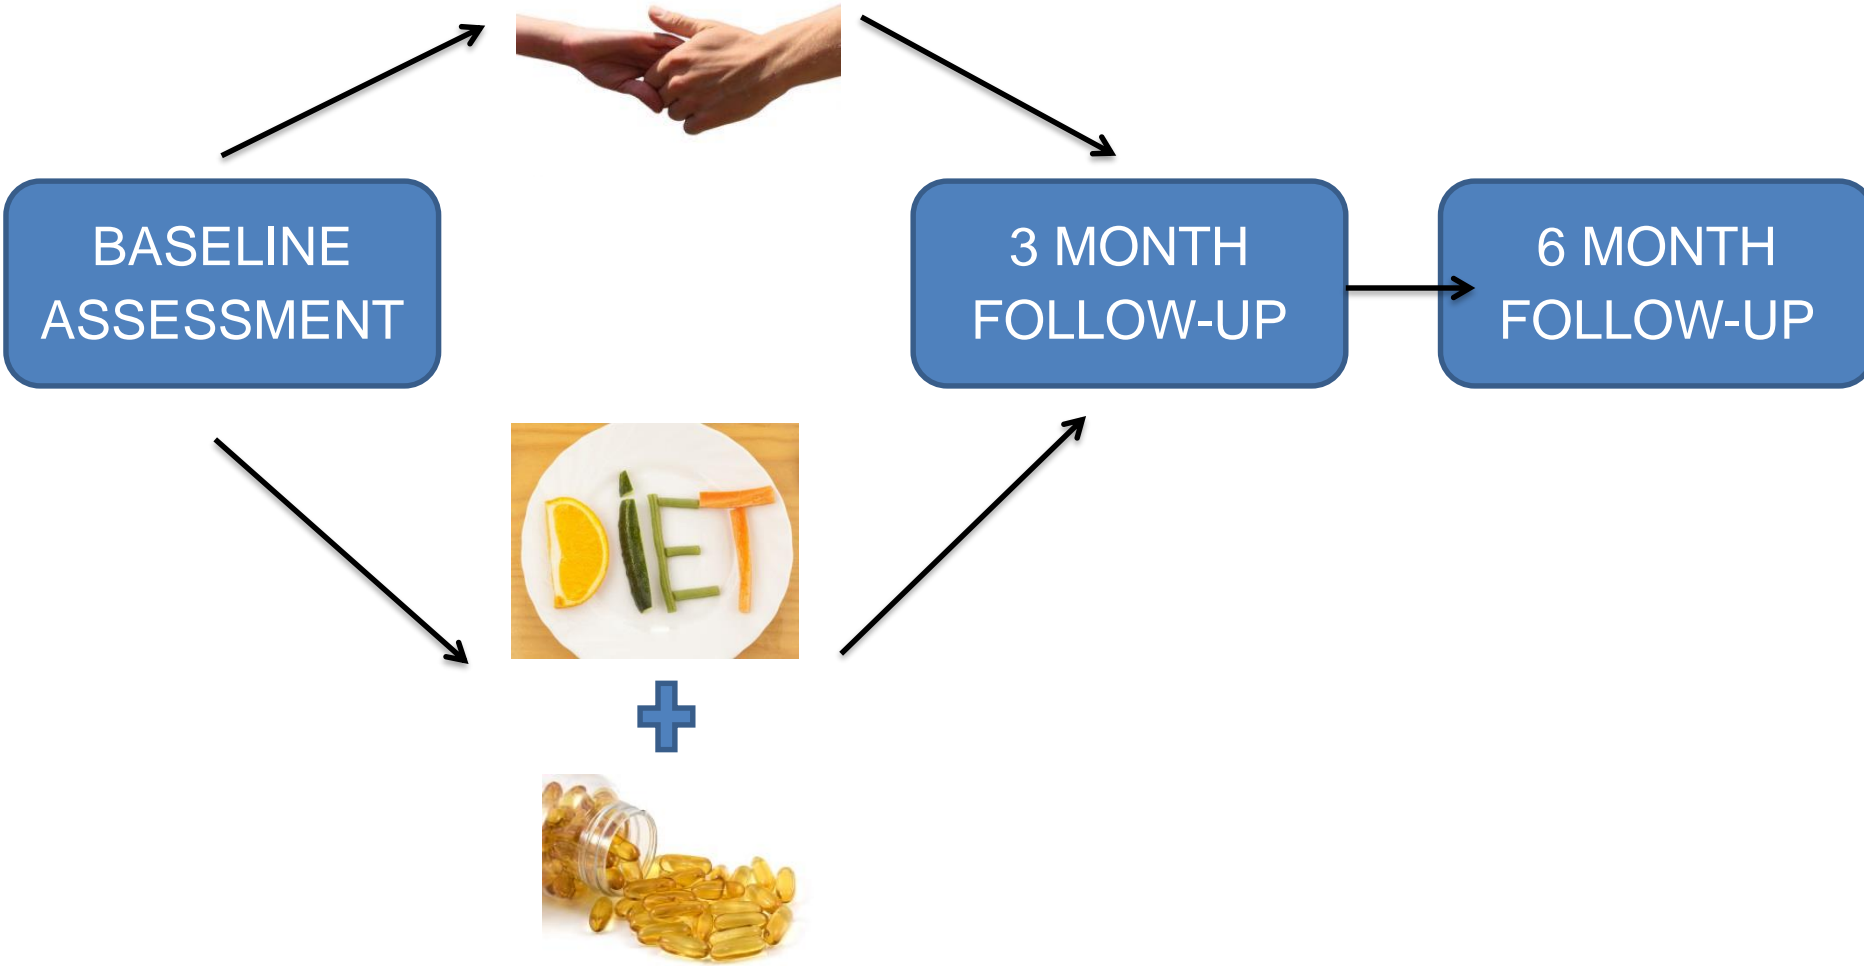 BASELINE
ASSESSMENT
3 MONTH
FOLLOW-UP
6 MONTH
FOLLOW-UP
DiET